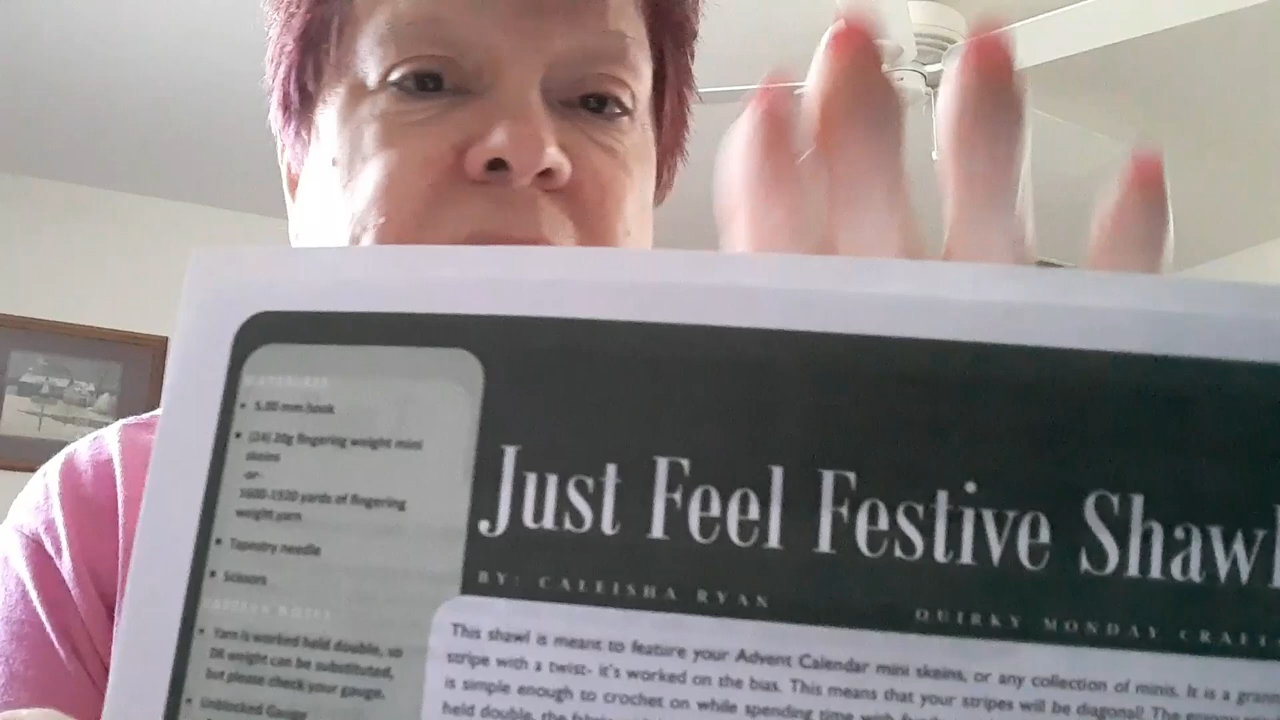 MATERIALS
5.00 mm hook
(24) 20g fingering weight mini
skeins
-or-
1600-1920 yards of fingering
weight yarn
Tapestry needle
Scissors
PATTERN NOTES
Yarn is worked held double, so
DK weight can be substituted,
but please check your gauge.
Unblocked Gauge
Just Feel Festive Shawl
BY: CALEISHA RYAN
QUIRKY MONDAY CRAFTS
This shawl is meant to feature your Advent Calendar mini skeins, or any collection of minis. It is a
stripe with a twist- it's worked on the bias. This means that your stripes will be diagonal! The
is simple enough to crochet on while spending time with
held double, the